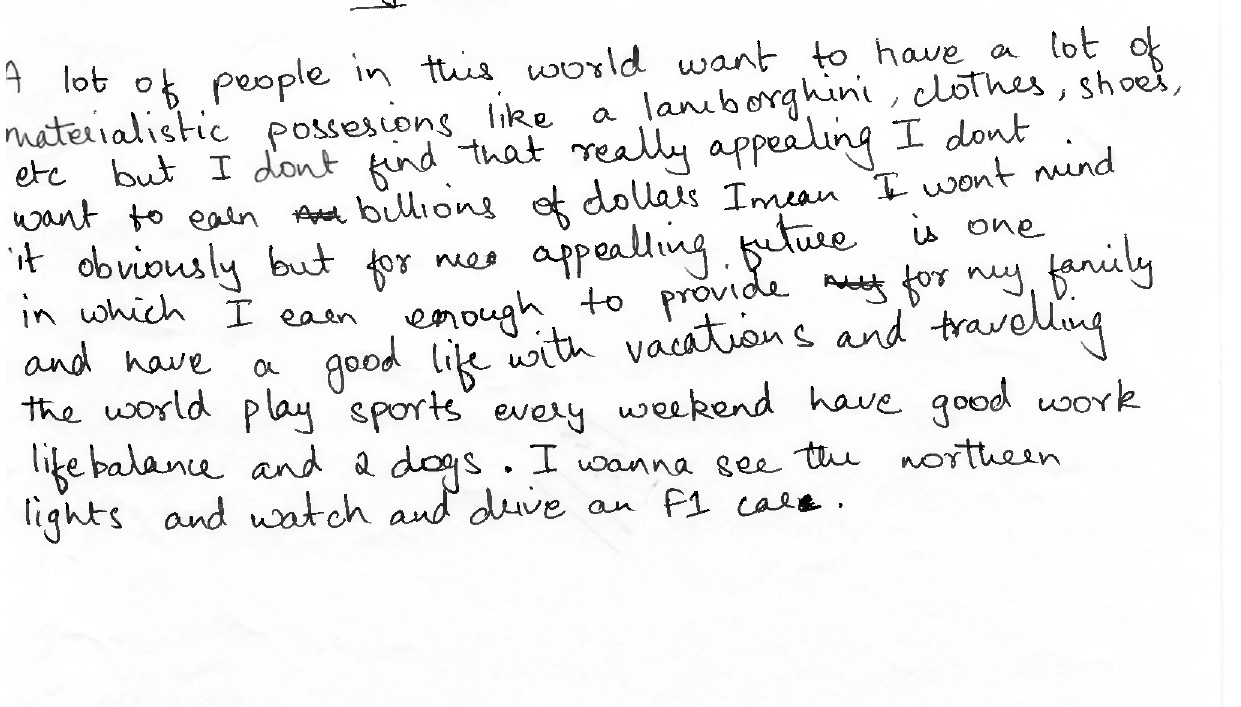 A lot of people in this world want to have a lot of
materialistic possesions like a lamborghini, clothes, shoes,
etc but I dont find that really appealing I dont
want to earn billions of dollars I mean I wont mind
it obviously but for me appealling future is one
in which I earn enough to provide for my family
and have a good life with vacations and travelling
the world play sports every weekend have good work
life balance and 2 dogs. I wanna see the northern
lights and watch and drive an F1 car.